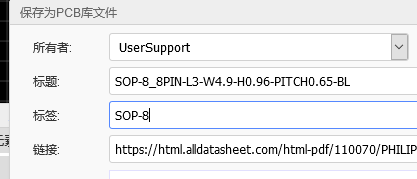 保存为PCB库文件
所有者: UserSupport
标题: SOP-8_8PIN-L3-W4.9-H0.96-PITCH0.65-BL
标签: SOP-8
链接: https://html.alldatasheet.com/html-pdf/110070/PHILIP